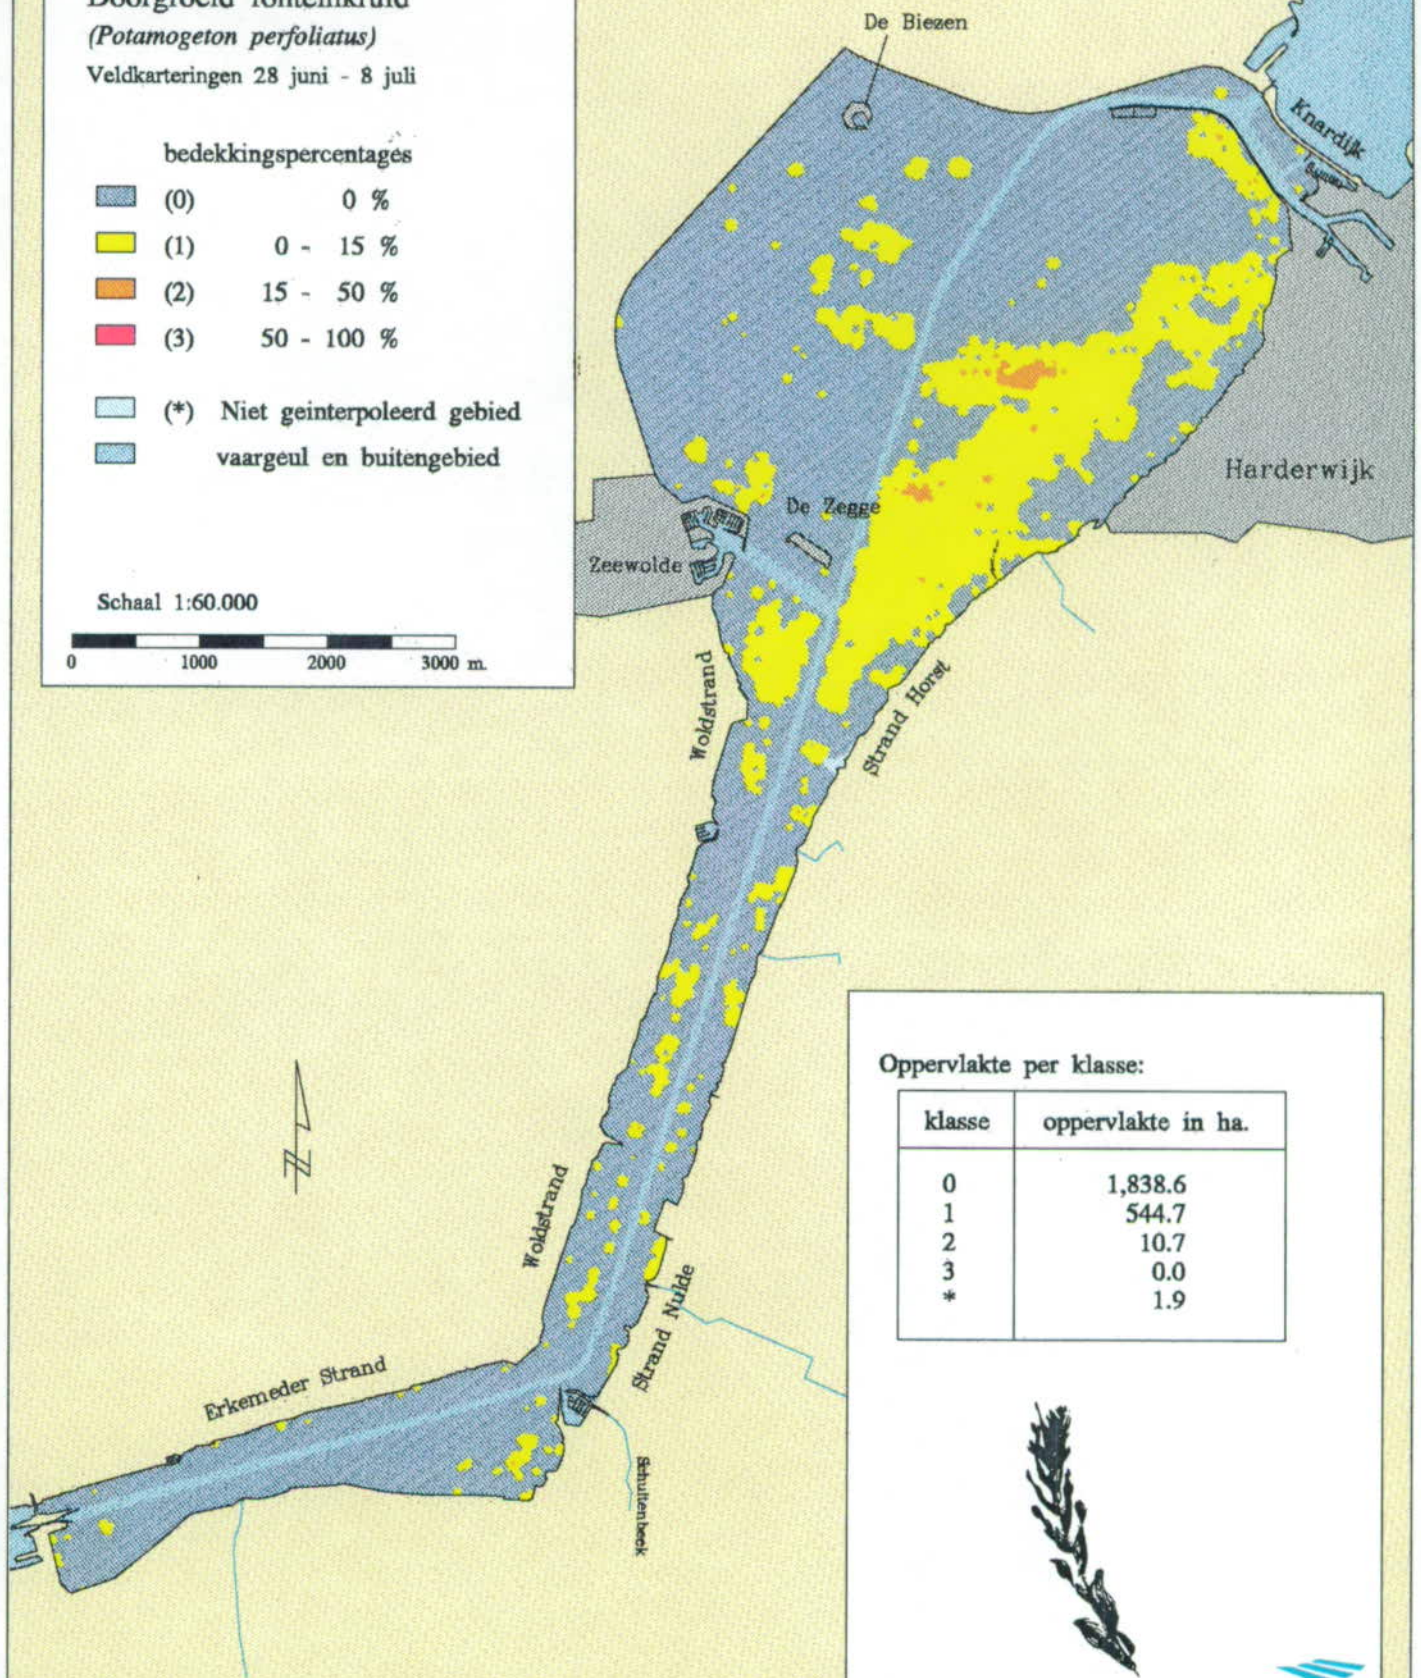 Doorgroeid fonteinkruid
(Potamogeton perfoliatus)
Veldkarteringen 28 juni - 8 juli
bedekkingspercentages
(0) 0 %
(1) 0 - 15 %
(2) 15 - 50 %
(3) 50 - 100 %
(*) Niet geinterpoleerd gebied
vaargeul en buitengebied
Schaal 1:60.000
0 1000 2000 3000 m.
De Biezen
Knardijk
Harderwijk
De Zegge
Zeewolde
Woldstrand
Strand Horst
Woldstrand
Strand Nulde
Erkemeder Strand
Schuitenbeek
Oppervlakte per klasse:
klasse oppervlakte in ha.
0 1,838.6
1 544.7
2 10.7
3 0.0
* 1.9